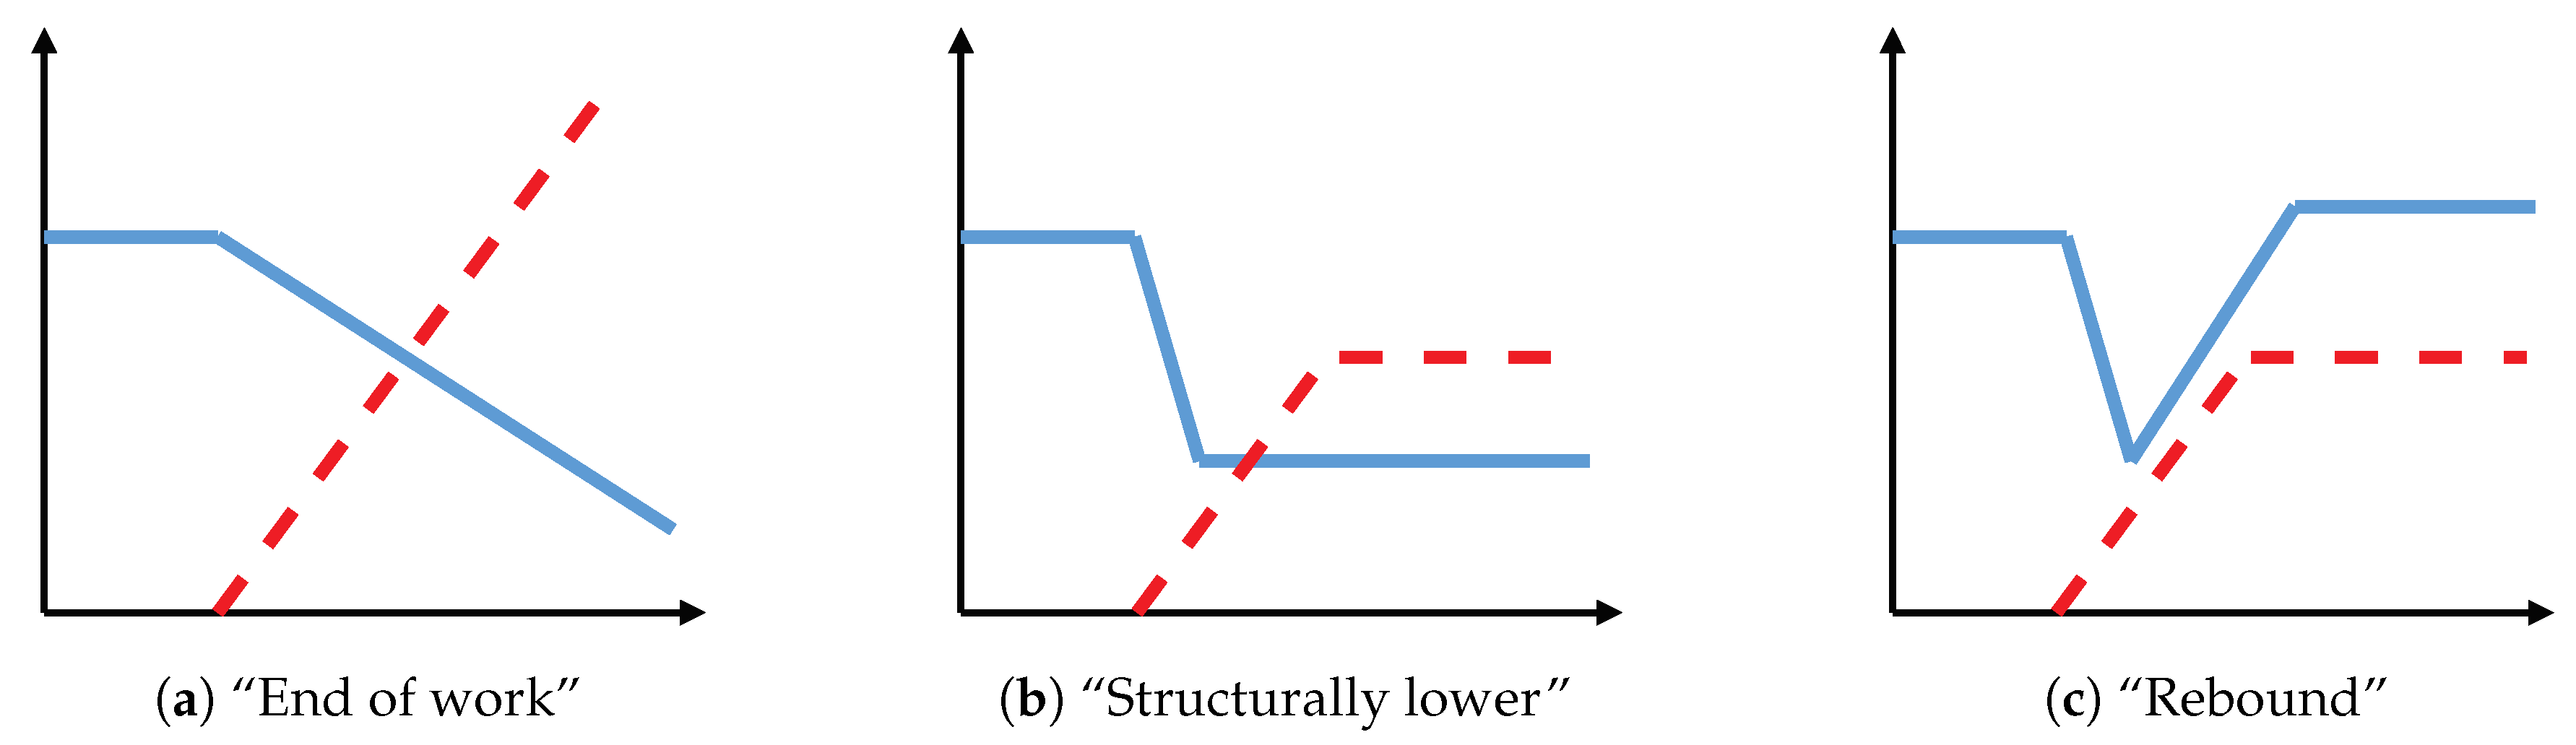 (a) “End of work”
(b) “Structurally lower”
(c) “Rebound”